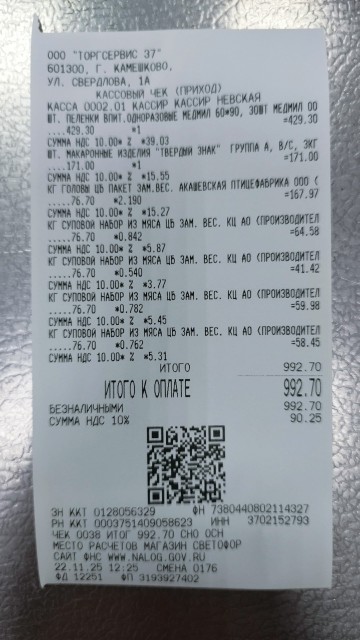 ООО "ТОРГСЕРВИС 37"
601300, Г. КАМЕШКОВО,
УЛ. СВЕРДЛОВА, 1А
КАССОВЫЙ ЧЕК (ПРИХОД)
КАССА 0002.01 КАССИР КАССИР НЕВСКАЯ
ШТ. ПЕЛЕНКИ ВПИТ.ОДНОРАЗОВЫЕ МЕДМИЛ 60*90, 30ШТ МЕДМИЛ ОО
.....429.30 *1 =429.30
СУММА НДС 10.00* % *39.03
ШТ. МАКАРОННЫЕ ИЗДЕЛИЯ "ТВЕРДЫЙ ЗНАК" ГРУППА А, В/С, 3КГ
.....171.00 *1 =171.00
СУММА НДС 10.00* % *15.55
КГ ГОЛОВЫ ЦБ ПАКЕТ ЗАМ.ВЕС. АКАШЕВСКАЯ ПТИЦЕФАБРИКА ООО (
.....76.70 *2.190 =167.97
СУММА НДС 10.00* % *15.27
КГ СУПОВОЙ НАБОР ИЗ МЯСА ЦБ ЗАМ. ВЕС. КЦ АО (ПРОИЗВОДИТЕЛ
.....76.70 *0.842 =64.58
СУММА НДС 10.00* % *5.87
КГ СУПОВОЙ НАБОР ИЗ МЯСА ЦБ ЗАМ. ВЕС. КЦ АО (ПРОИЗВОДИТЕЛ
.....76.70 *0.540 =41.42
СУММА НДС 10.00* % *3.77
КГ СУПОВОЙ НАБОР ИЗ МЯСА ЦБ ЗАМ. ВЕС. КЦ АО (ПРОИЗВОДИТЕЛ
.....76.70 *0.782 =59.98
СУММА НДС 10.00* % *5.45
КГ СУПОВОЙ НАБОР ИЗ МЯСА ЦБ ЗАМ. ВЕС. КЦ АО (ПРОИЗВОДИТЕЛ
.....76.70 *0.762 =58.45
СУММА НДС 10.00* % *5.31
ИТОГО 992.70
ИТОГО К ОПЛАТЕ 992.70
БЕЗНАЛИЧНЫМИ 992.70
СУММА НДС 10% 90.25
ЗН ККТ 0128056329 ФН 7380440802114327
РН ККТ 0003751409058623 ИНН 3702152793
ЧЕК 0038 ИТОГ 992.70 СНО ОСН
МЕСТО РАСЧЕТОВ МАГАЗИН СВЕТОФОР
САЙТ ФНС WWW.NALOG.GOV.RU
22.11.25 12:25 СМЕНА 0176
ФД 12251 ФП 3193927402